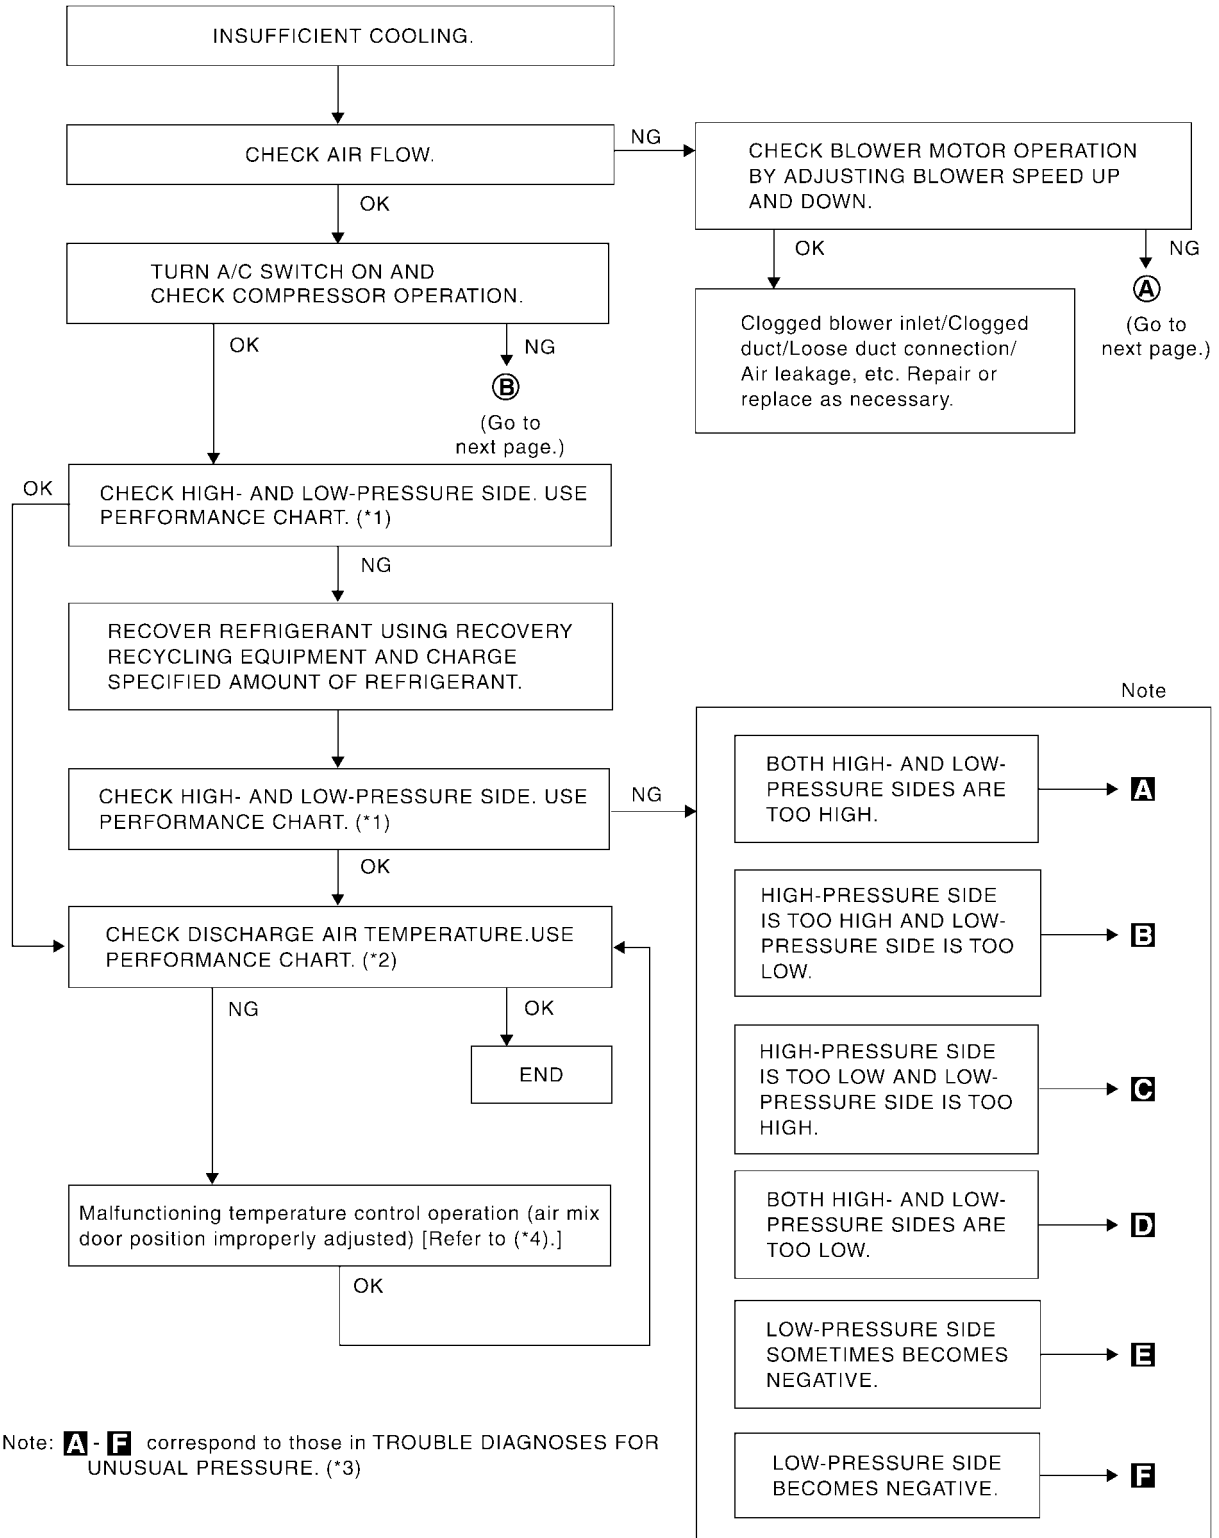 INSUFFICIENT COOLING.
CHECK AIR FLOW.
NG
CHECK BLOWER MOTOR OPERATION
BY ADJUSTING BLOWER SPEED UP
AND DOWN.
OK
OK
NG
TURN A/C SWITCH ON AND
CHECK COMPRESSOR OPERATION.
Clogged blower inlet/Clogged
duct/Loose duct connection/
Air leakage, etc. Repair or
replace as necessary.
A
(Go to
next page.)
OK
NG
B
(Go to
next page.)
OK
CHECK HIGH- AND LOW-PRESSURE SIDE. USE
PERFORMANCE CHART. (*1)
NG
RECOVER REFRIGERANT USING RECOVERY
RECYCLING EQUIPMENT AND CHARGE
SPECIFIED AMOUNT OF REFRIGERANT.
CHECK HIGH- AND LOW-PRESSURE SIDE. USE
PERFORMANCE CHART. (*1)
NG
OK
CHECK DISCHARGE AIR TEMPERATURE.USE
PERFORMANCE CHART. (*2)
NG
OK
END
Malfunctioning temperature control operation (air mix
door position improperly adjusted) [Refer to (*4).]
OK
Note
BOTH HIGH- AND LOW-
PRESSURE SIDES ARE
TOO HIGH.
A
HIGH-PRESSURE SIDE
IS TOO HIGH AND LOW-
PRESSURE SIDE IS TOO
LOW.
B
HIGH-PRESSURE SIDE
IS TOO LOW AND LOW-
PRESSURE SIDE IS TOO
HIGH.
C
BOTH HIGH- AND LOW-
PRESSURE SIDES ARE
TOO LOW.
D
LOW-PRESSURE SIDE
SOMETIMES BECOMES
NEGATIVE.
E
LOW-PRESSURE SIDE
BECOMES NEGATIVE.
F
Note: A - F correspond to those in TROUBLE DIAGNOSES FOR
UNUSUAL PRESSURE. (*3)